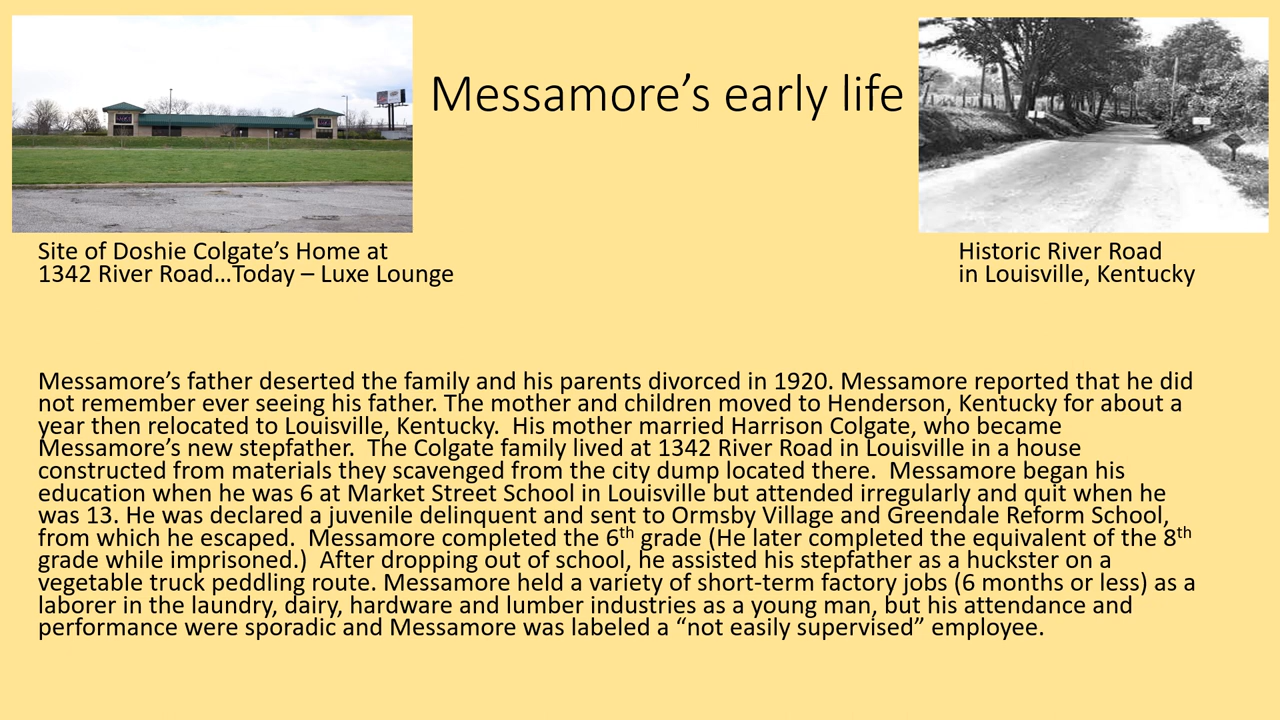 Messamore’s early life
Site of Doshie Colgate’s Home at
1342 River Road…Today – Luxe Lounge
Historic River Road
in Louisville, Kentucky
Messamore’s father deserted the family and his parents divorced in 1920. Messamore reported that he did
not remember ever seeing his father. The mother and children moved to Henderson, Kentucky for about a
year then relocated to Louisville, Kentucky.  His mother married Harrison Colgate, who became
Messamore’s new stepfather.  The Colgate family lived at 1342 River Road in Louisville in a house
constructed from materials they scavenged from the city dump located there.  Messamore began his
education when he was 6 at Market Street School in Louisville but attended irregularly and quit when he
was 13. He was declared a juvenile delinquent and sent to Ormsby Village and Greendale Reform School,
from which he escaped.  Messamore completed the 6th grade (He later completed the equivalent of the 8th
grade while imprisoned.)  After dropping out of school, he assisted his stepfather as a huckster on a
vegetable truck peddling route. Messamore held a variety of short-term factory jobs (6 months or less) as a
laborer in the laundry, dairy, hardware and lumber industries as a young man, but his attendance and
performance were sporadic and Messamore was labeled a “not easily supervised” employee.